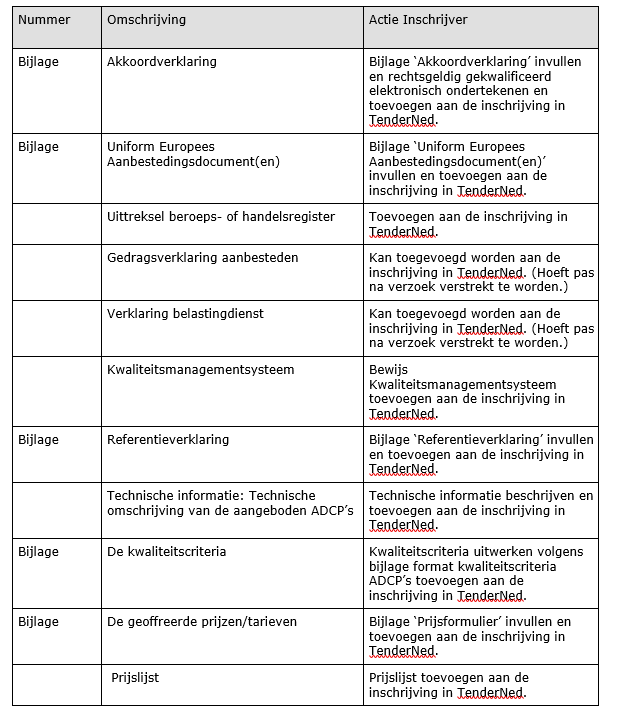 Nummer Omschrijving Actie Inschrijver
Bijlage Akkoordverklaring Bijlage ‘Akkoordverklaring’ invullen
en rechtsgeldig gekwalificeerd
elektronisch ondertekenen en
toevoegen aan de inschrijving in
TenderNed.
Bijlage Uniform Europees Bijlage ‘Uniform Europees
Aanbestedingsdocument(en) Aanbestedingsdocument(en)’
invullen en toevoegen aan de
inschrijving in TenderNed.
Uittreksel beroeps- of handelsregister Toevoegen aan de inschrijving in
TenderNed.
Gedragsverklaring aanbesteden Kan toegevoegd worden aan de
inschrijving in TenderNed. (Hoeft pas
na verzoek verstrekt te worden.)
Verklaring belastingdienst Kan toegevoegd worden aan de
inschrijving in TenderNed. (Hoeft pas
na verzoek verstrekt te worden.)
Kwaliteitsmanagementsysteem Bewijs
Kwaliteitsmanagementsysteem
toevoegen aan de inschrijving in
TenderNed.
Bijlage Referentieverklaring Bijlage ‘Referentieverklaring’ invullen
en toevoegen aan de inschrijving in
TenderNed.
Technische informatie: Technische Technische informatie beschrijven en
omschrijving van de aangeboden ADCP’s toevoegen aan de inschrijving in
TenderNed.
Bijlage De kwaliteitscriteria Kwaliteitscriteria uitwerken volgens
bijlage format kwaliteitscriteria
ADCP’s toevoegen aan de
inschrijving in TenderNed.
Bijlage De geoffreerde prijzen/tarieven Bijlage ‘Prijsformulier’ invullen en
toevoegen aan de inschrijving in
TenderNed.
Prijslijst Prijslijst toevoegen aan de
inschrijving in TenderNed.